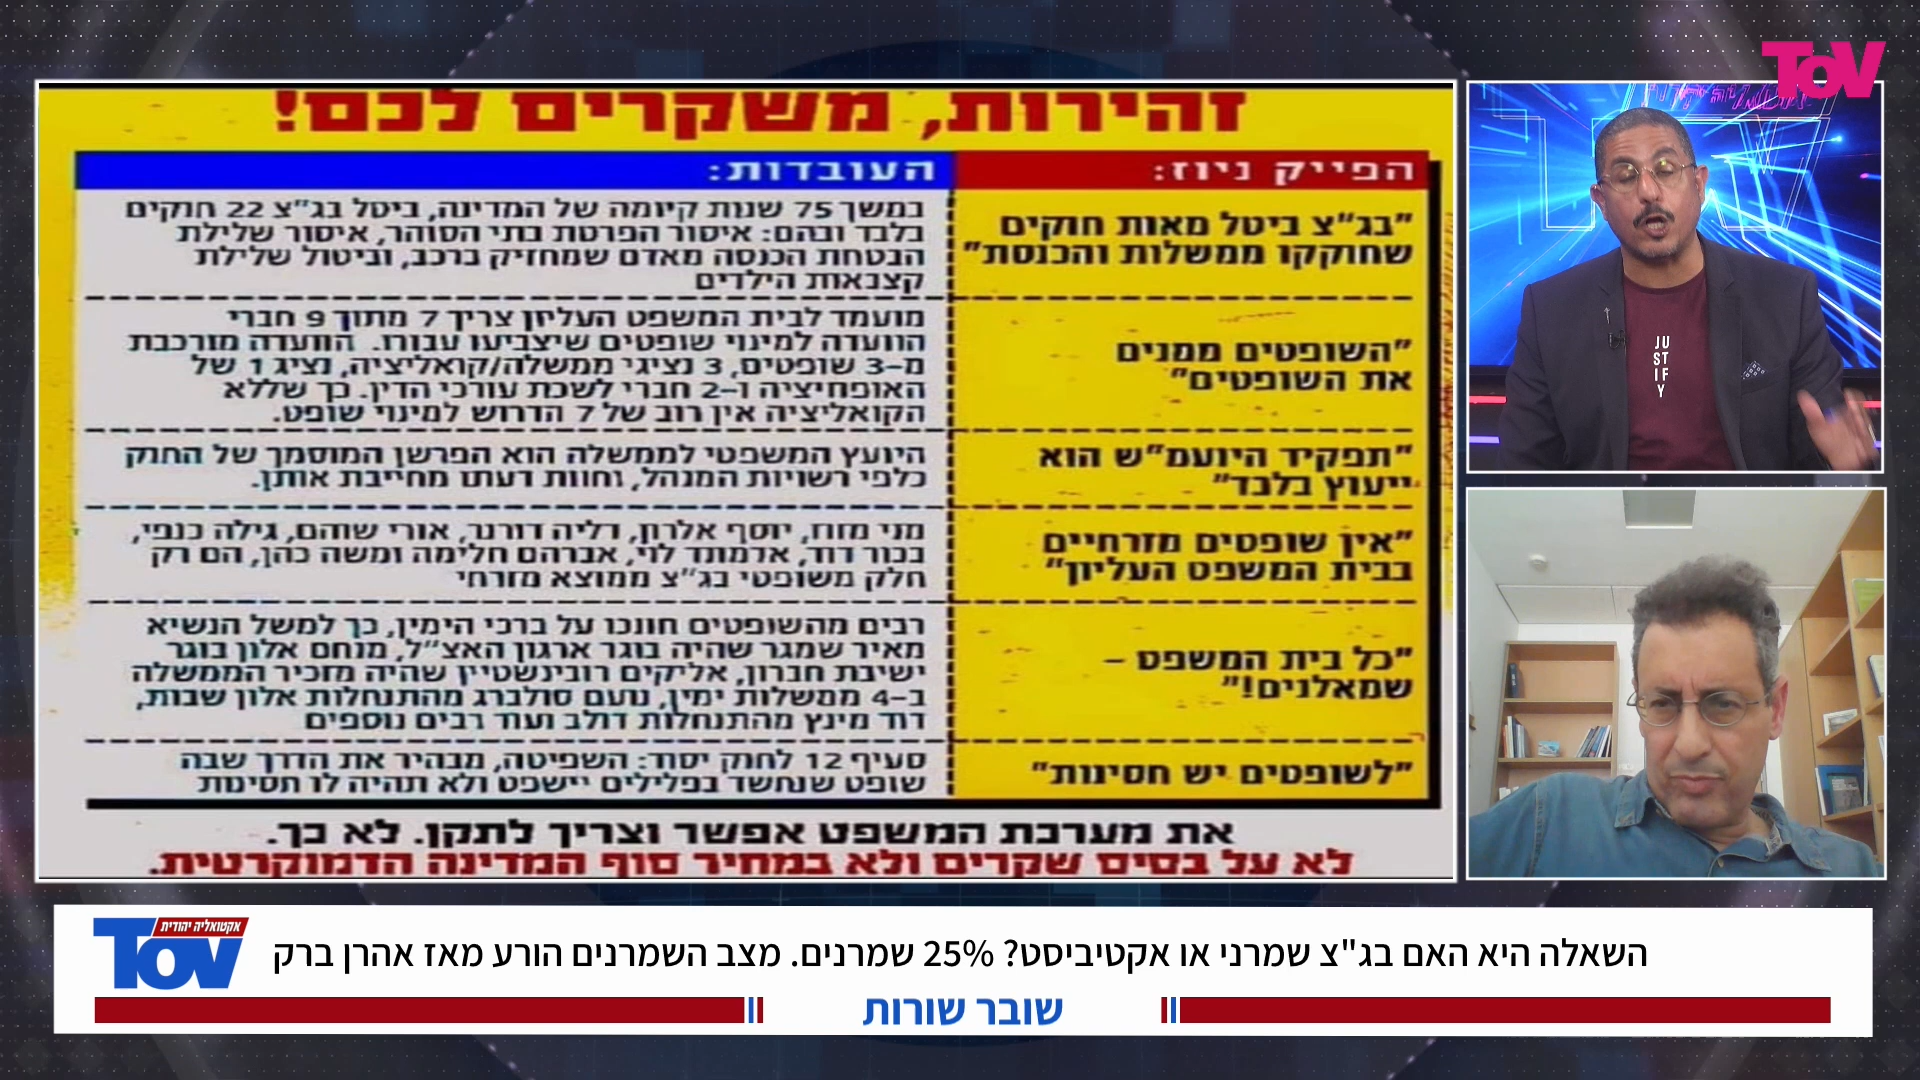 ToV
זהירות, משקרים לכם!
הפייק ניוז:
העובדות:
"בג"צ ביטל מאות חוקים
שחוקקו ממשלות והכנסת"
במשך 75 שנות קיומה של המדינה, ביטל בג"צ 22 חוקים
בלבד ובהם: איסור הפרטת בתי הסוהר, איסור שלילת
הבטחת הכנסה מאדם שמחזיק ברכב, וביטול שלילת
קצבאות הילדים
"השופטים ממנים
את השופטים"
מועמד לבית המשפט העליון צריך 7 מתוך 9 חברי
הוועדה למינוי שופטים שיצביעו עבורו. הוועדה מורכבת
מ-3 שופטים, 3 נציגי ממשלה/קואליציה, נציג 1 של
האופוזיציה ו-2 חברי לשכת עורכי הדין. כך שללא
הקואליציה אין רוב של 7 הדרוש למינוי שופט.
"תפקיד היועמ"ש הוא
ייעוץ בלבד"
היועץ המשפטי לממשלה הוא הפרשן המוסמך של החוק
כלפי רשויות המנהל, וחוות דעתו מחייבת אותן.
"אין שופטים מזרחיים
בבית המשפט העליון"
מני מזוז, יוסף אלרון, דליה דורנר, אורי שוהם, גילה כנפי,
בכור דוד, אדמונד לוי, אברהם חלימה ומשה כהן, הם רק
חלק משופטי בג"צ ממוצא מזרחי
"כל בית המשפט –
שמאלנים!"
רבים מהשופטים חונכו על ברכי הימין, כך למשל הנשיא
מאיר שמגר שהיה בוגר ארגון האצ"ל, מנחם אלון בוגר
ישיבת חברון, אליקים רובינשטיין שהיה מזכיר הממשלה
ב-4 ממשלות ימין, נועם סולברג מהתנחלות אלון שבות,
דוד מינץ מהתנחלות דולב ועוד רבים נוספים
"לשופטים יש חסינות"
סעיף 12 לחוק יסוד: השפיטה, מבהיר את הדרך שבה
שופט שנחשד בפלילים יישפט ולא תהיה לו חסינות
את מערכת המשפט אפשר וצריך לתקן. לא כך.
לא על בסיס שקרים ולא במחיר סוף המדינה הדמוקרטית.
JU
ST
IF
Y
אקטואליה יהודית
ToV
השאלה היא האם בג"צ שמרני או אקטיביסט? 25% שמרנים. מצב השמרנים הורע מאז אהרן ברק
שובר שורות